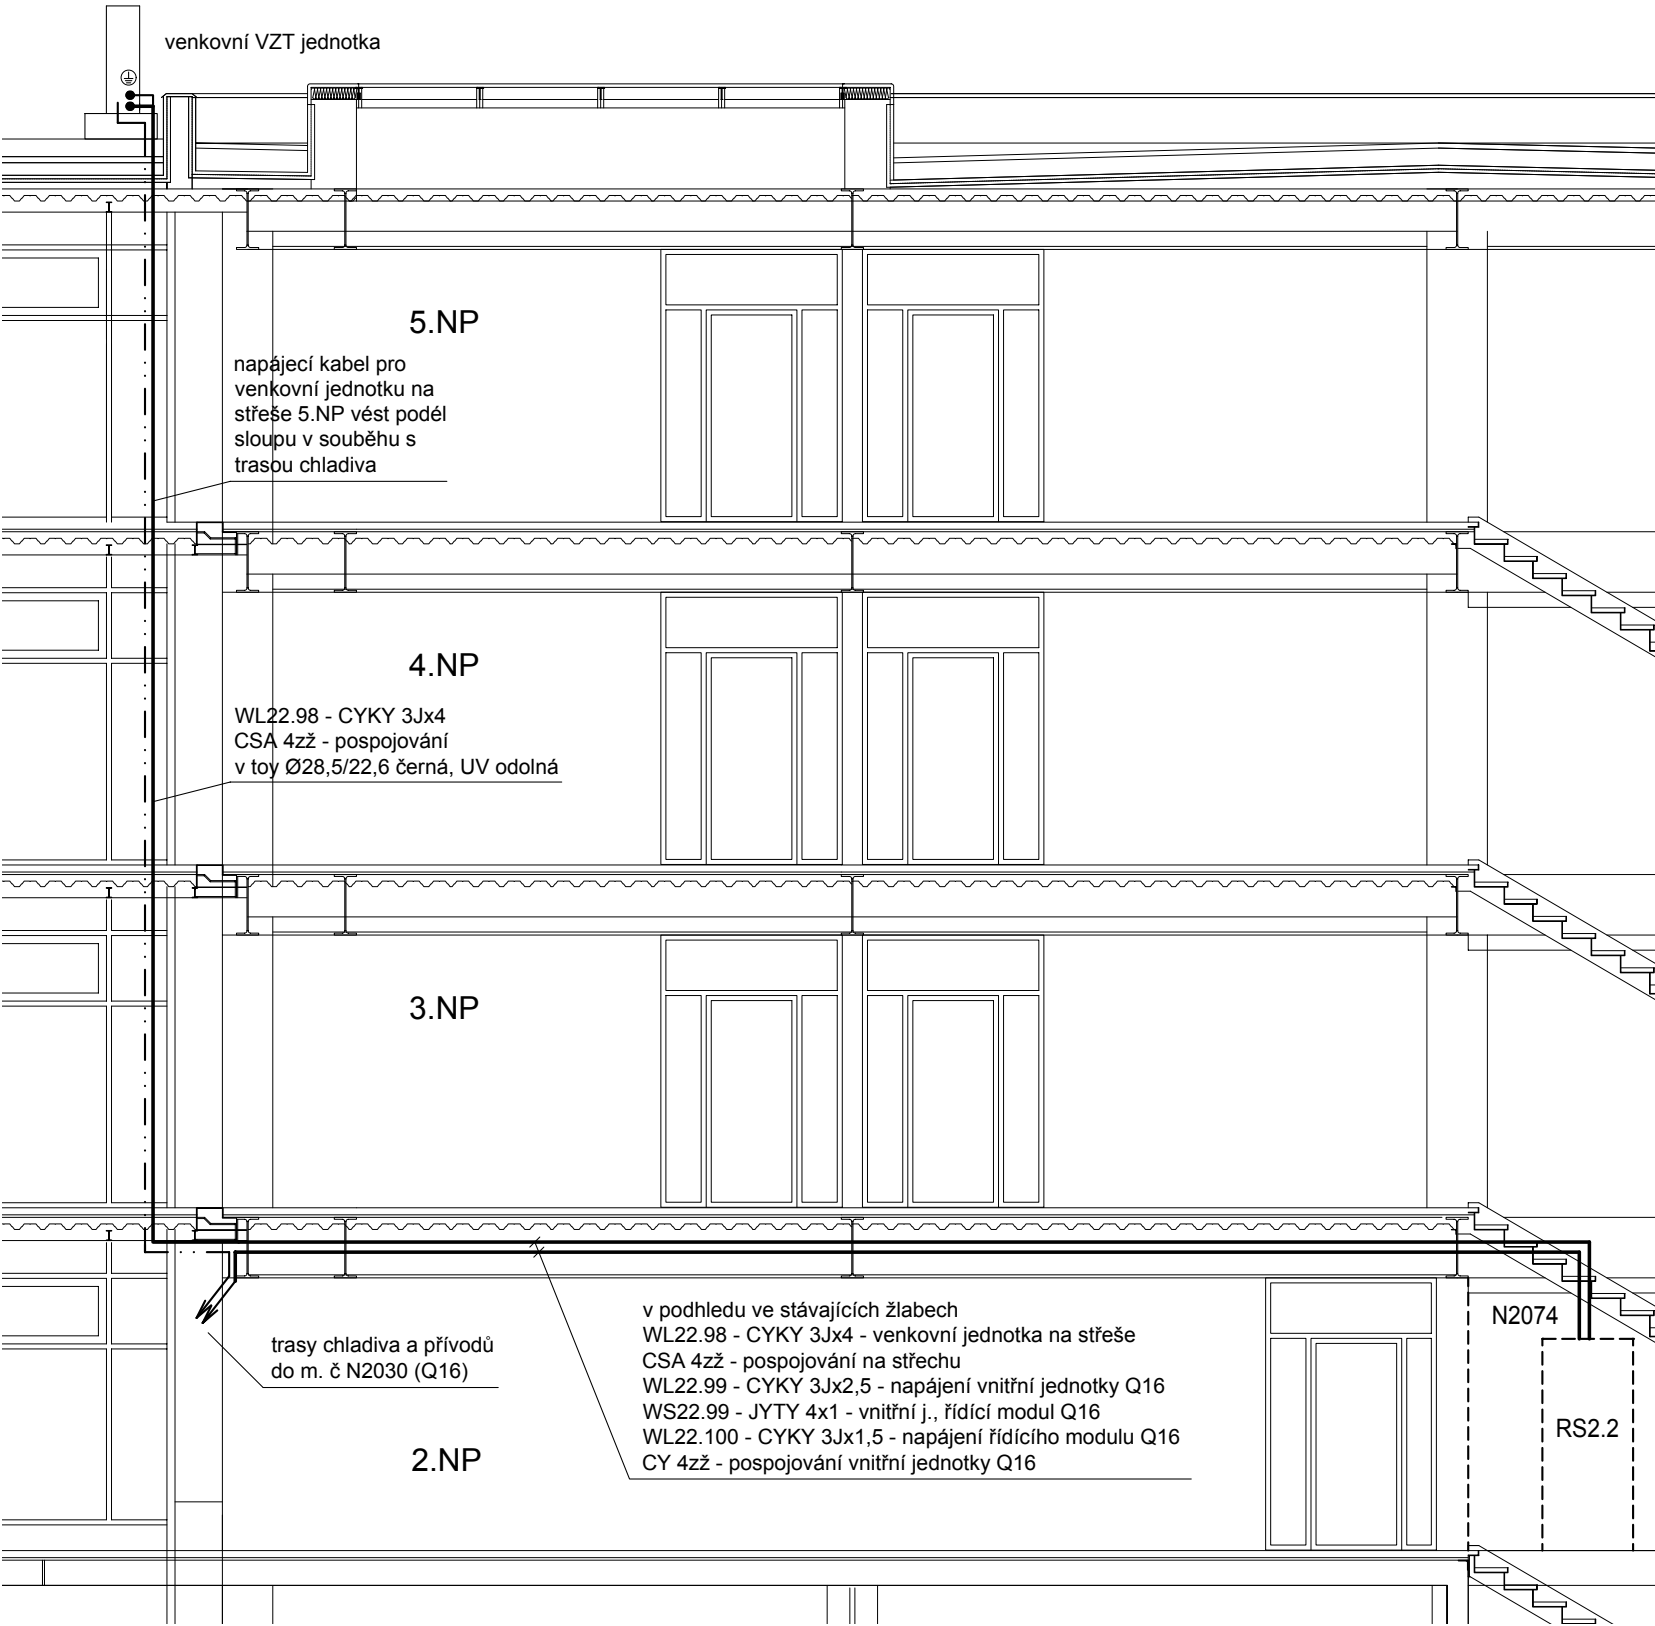 venkovní VZT jednotka
5.NP
napájecí kabel pro
venkovní jednotku na
střeše 5.NP vést podél
sloupu v souběhu s
trasou chladiva
4.NP
WL22.98 - CYKY 3Jx4
CSA 4zž - pospojování
v toy Ø28,5/22,6 černá, UV odolná
3.NP
trasy chladiva a přívodů
do m. č N2030 (Q16)
v podhledu ve stávajících žlabech
WL22.98 - CYKY 3Jx4 - venkovní jednotka na střeše
CSA 4zž - pospojování na střechu
WL22.99 - CYKY 3Jx2,5 - napájení vnitřní jednotky Q16
WS22.99 - JYTY 4x1 - vnitřní j., řídící modul Q16
WL22.100 - CYKY 3Jx1,5 - napájení řídícího modulu Q16
CY 4zž - pospojování vnitřní jednotky Q16
2.NP
N2074
RS2.2